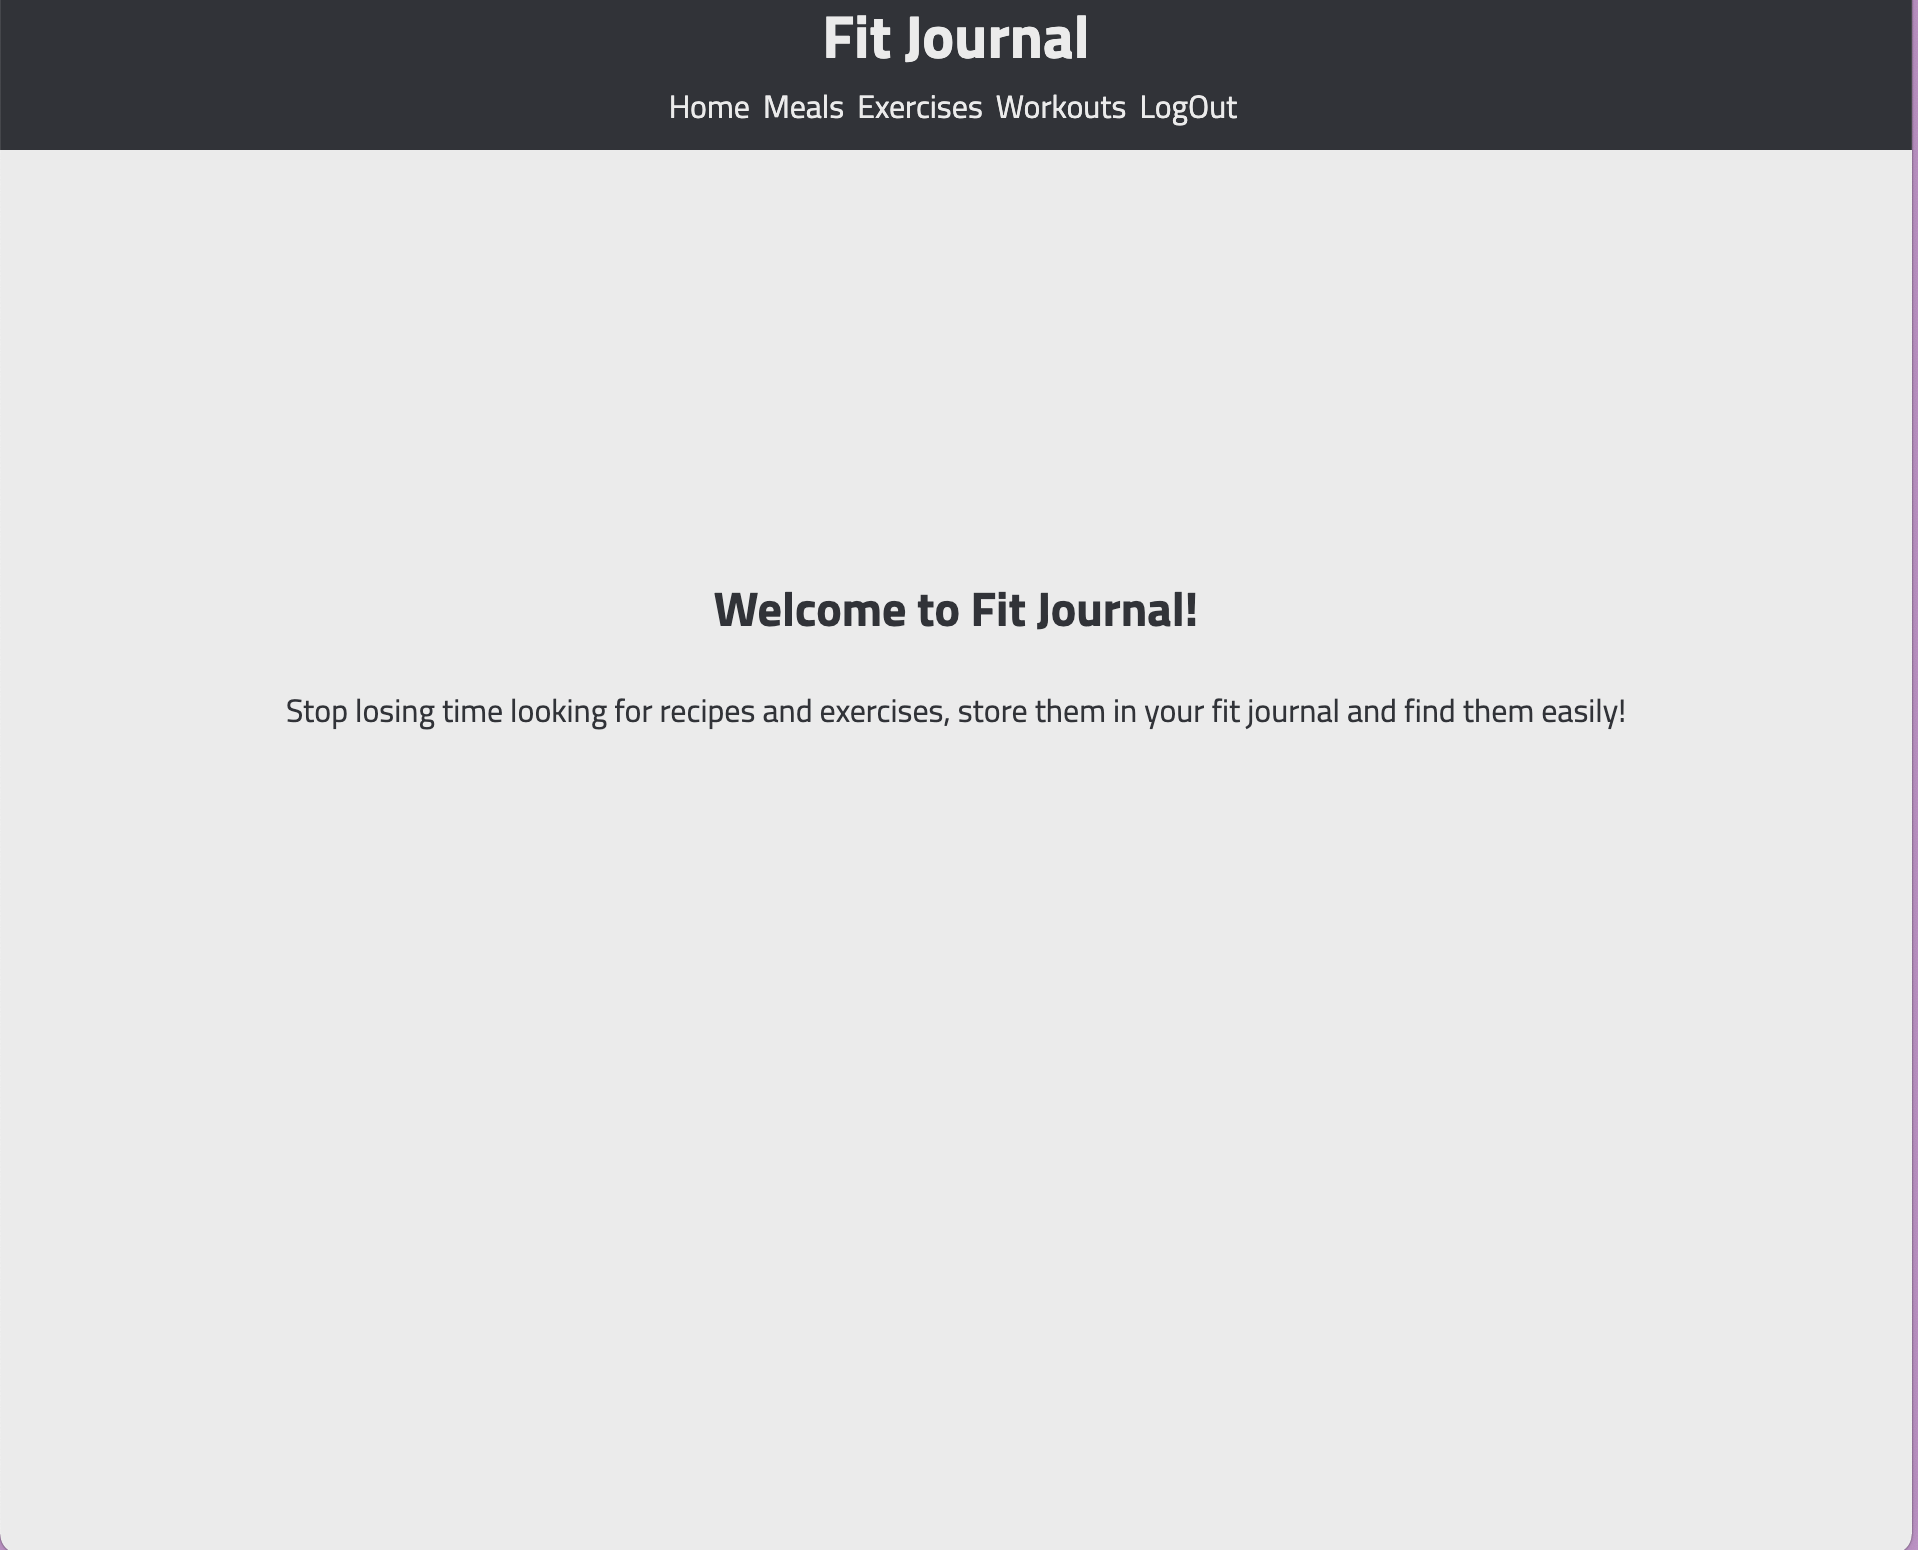 Fit Journal
Home Meals Exercises Workouts LogOut
Welcome to Fit Journal!
Stop losing time looking for recipes and exercises, store them in your fit journal and find them easily!